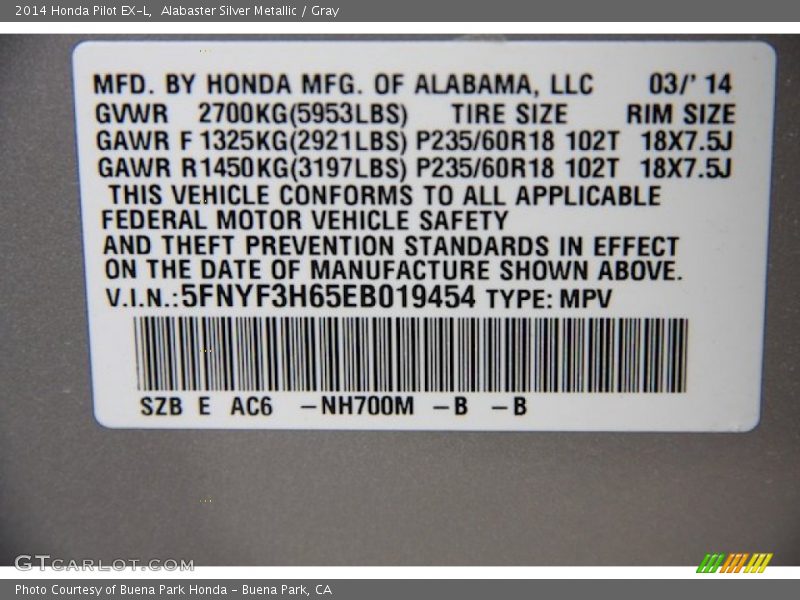 2014 Honda Pilot EX-L, Alabaster Silver Metallic / Gray
MFD. BY HONDA MFG. OF ALABAMA, LLC 03/' 14
GVWR 2700KG(5953LBS) TIRE SIZE RIM SIZE
GAWR F 1325KG(2921LBS) P235/60R18 102T 18X7.5J
GAWR R1450KG(3197LBS) P235/60R18 102T 18X7.5J
THIS VEHICLE CONFORMS TO ALL APPLICABLE
FEDERAL MOTOR VEHICLE SAFETY
AND THEFT PREVENTION STANDARDS IN EFFECT
ON THE DATE OF MANUFACTURE SHOWN ABOVE.
V.I.N.:5FNYF3H65EB019454 TYPE: MPV
SZB E AC6 –NH700M –B –B
GTCARLOT.COM
Photo Courtesy of Buena Park Honda - Buena Park, CA